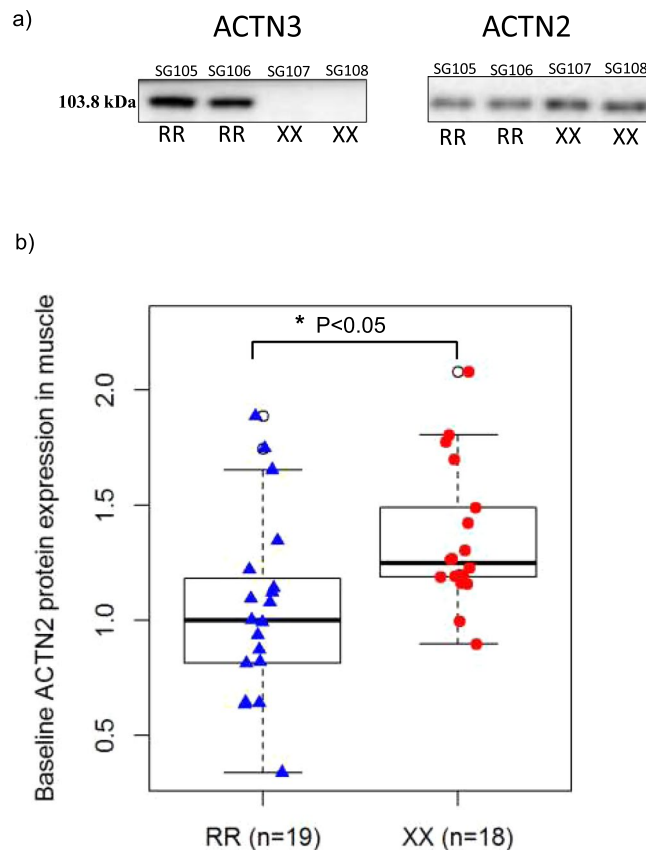 a)
ACTN3 ACTN2
SG105 SG106 SG107 SG108 SG105 SG106 SG107 SG108
103.8 kDa
RR RR XX XX RR RR XX XX
b)
Baseline ACTN2 protein expression in muscle
* P<0.05
2.0
1.5
1.0
0.5
RR (n=19) XX (n=18)